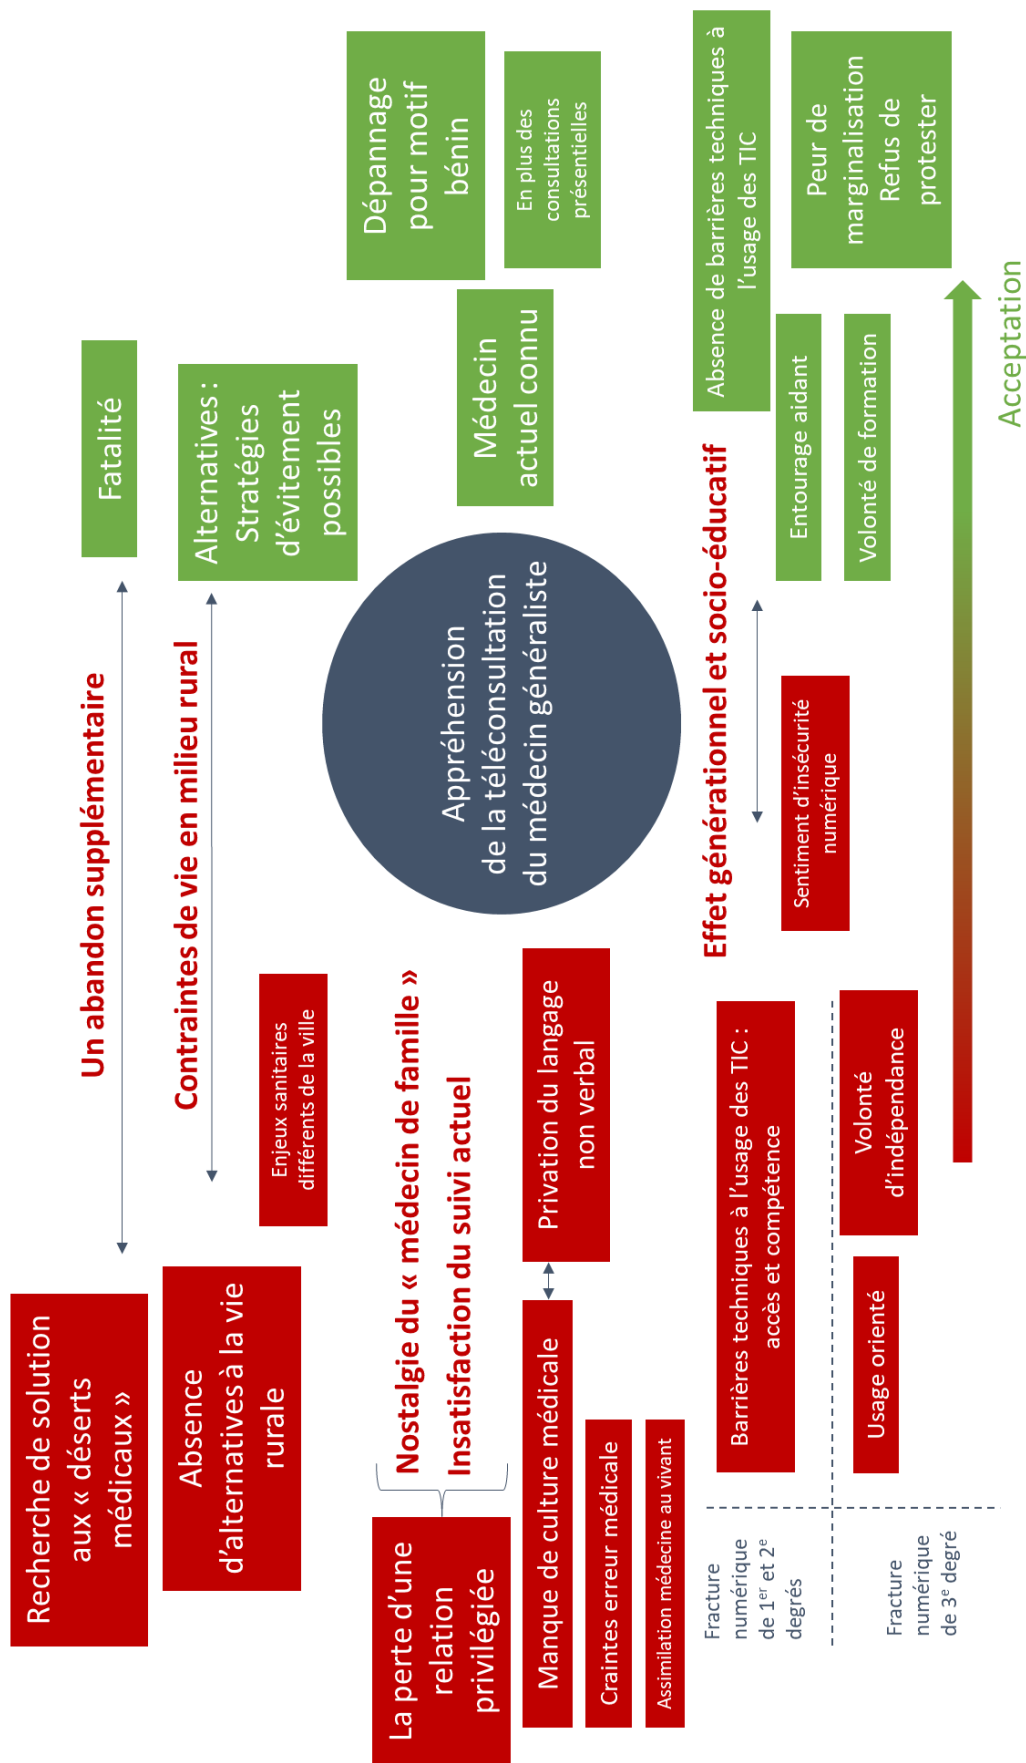 Recherche de solution
aux « déserts
médicaux »
Un abandon supplémentaire
Fatalité
Absence
d'alternatives à la vie
rurale
Contraintes de vie en milieu rural
Alternatives :
Stratégies
d'évitement
possibles
Enjeux sanitaires
différents de la ville
La perte d'une
relation
privilégiée
Nostalgie du « médecin de famille »
Insatisfaction du suivi actuel
Appréhension
de la téléconsultation
du médecin généraliste
Médecin
actuel connu
Dépannage
pour motif
bénin
En plus des
consultations
présentielles
Manque de culture médicale
Privation du langage
non verbal
Craintes erreur médicale
Assimilation médecine au vivant
Fracture
numérique
de 1er et 2e
degrés
Barrières techniques à l'usage des TIC :
accès et compétence
Effet générationnel et socio-éducatif
Absence de barrières techniques à
l'usage des TIC
Sentiment d'insécurité
numérique
Entourage aidant
Volonté de formation
Peur de
marginalisation
Refus de
protester
Fracture
numérique
de 3e degré
Usage orienté
Volonté
d'indépendance
Acceptation